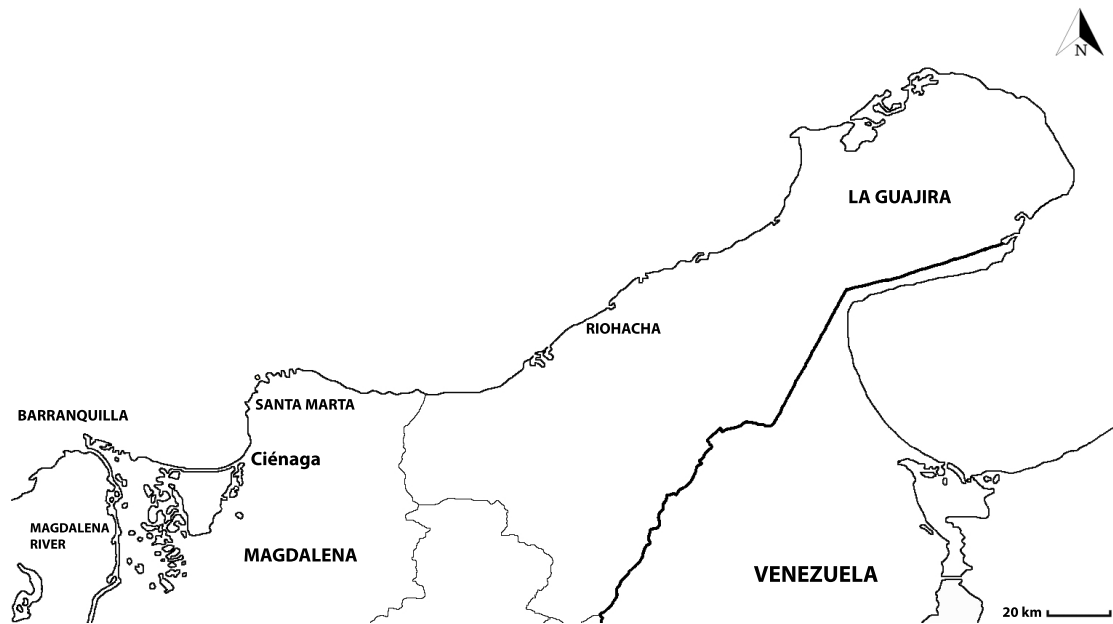 N
LA GUAJIRA
RIOHACHA
SANTA MARTA
BARRANQUILLA
Ciénaga
MAGDALENA
RIVER
MAGDALENA
VENEZUELA
20 km